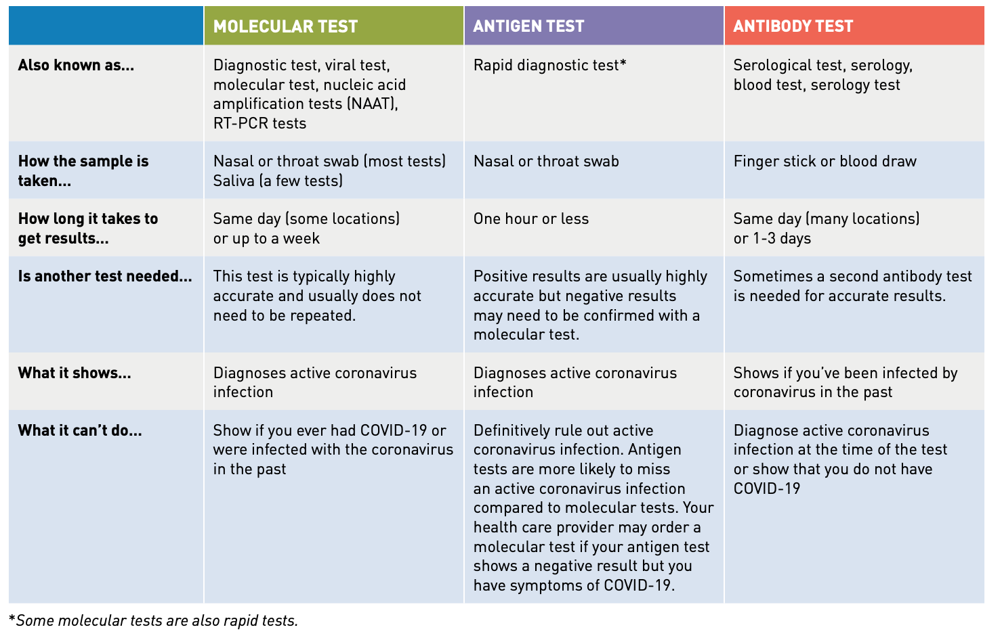 MOLECULAR TEST
ANTIGEN TEST
ANTIBODY TEST
Also known as...
Diagnostic test, viral test,
molecular test, nucleic acid
amplification tests (NAAT),
RT-PCR tests
Rapid diagnostic test*
Serological test, serology,
blood test, serology test
How the sample is
taken...
Nasal or throat swab (most tests)
Saliva (a few tests)
Nasal or throat swab
Finger stick or blood draw
How long it takes to
get results...
Same day (some locations)
or up to a week
One hour or less
Same day (many locations)
or 1-3 days
Is another test needed...
This test is typically highly
accurate and usually does not
need to be repeated.
Positive results are usually highly
accurate but negative results
may need to be confirmed with a
molecular test.
Sometimes a second antibody test
is needed for accurate results.
What it shows...
Diagnoses active coronavirus
infection
Diagnoses active coronavirus
infection
Shows if you’ve been infected by
coronavirus in the past
What it can’t do...
Show if you ever had COVID-19 or
were infected with the coronavirus
in the past
Definitively rule out active
coronavirus infection. Antigen
tests are more likely to miss
an active coronavirus infection
compared to molecular tests. Your
health care provider may order a
molecular test if your antigen test
shows a negative result but you
have symptoms of COVID-19.
Diagnose active coronavirus
infection at the time of the test
or show that you do not have
COVID-19
*Some molecular tests are also rapid tests.